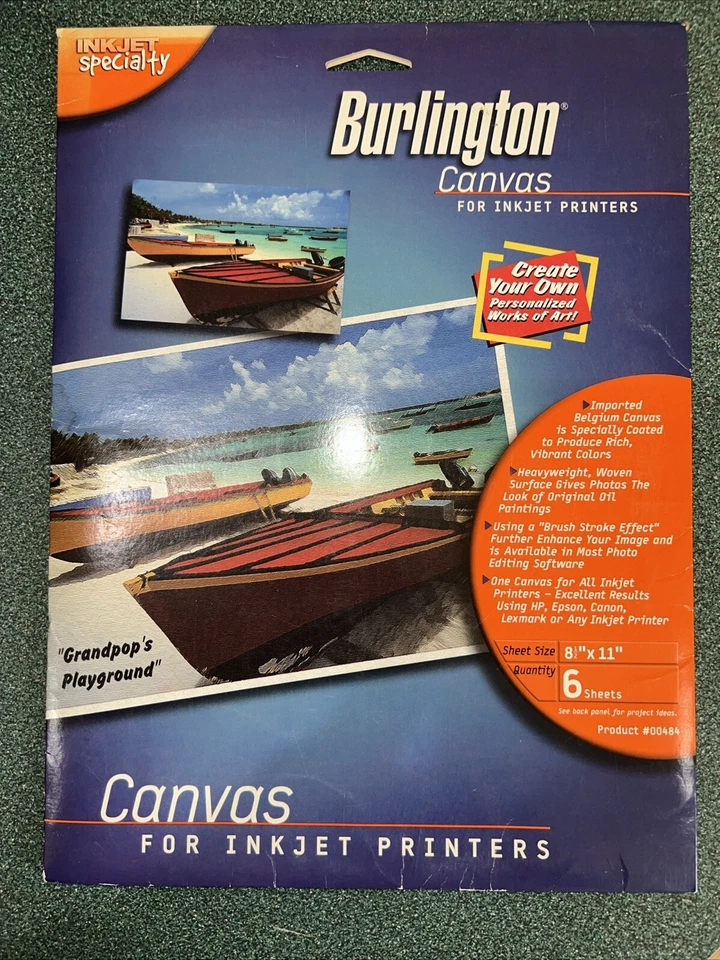 INKJET
specialty
Burlington®
Canvas
FOR INKJET PRINTERS
Create
Your Own
Personalized
Works of Art!
▶Imported
Belgium Canvas
is Specially Coated
to Produce Rich,
Vibrant Colors
▶Heavyweight, Woven
Surface Gives Photos The
Look of Original Oil
Paintings
▶Using a "Brush Stroke Effect"
Further Enhance Your Image and
is Available in Most Photo
Editing Software
▶One Canvas for All Inkjet
Printers – Excellent Results
Using HP, Epson, Canon,
Lexmark or Any Inkjet Printer
Sheet Size 8½" x 11"
Quantity 6 Sheets
See back panel for project ideas.
Product #00484
"Grandpop's
Playground"
Canvas
FOR INKJET PRINTERS